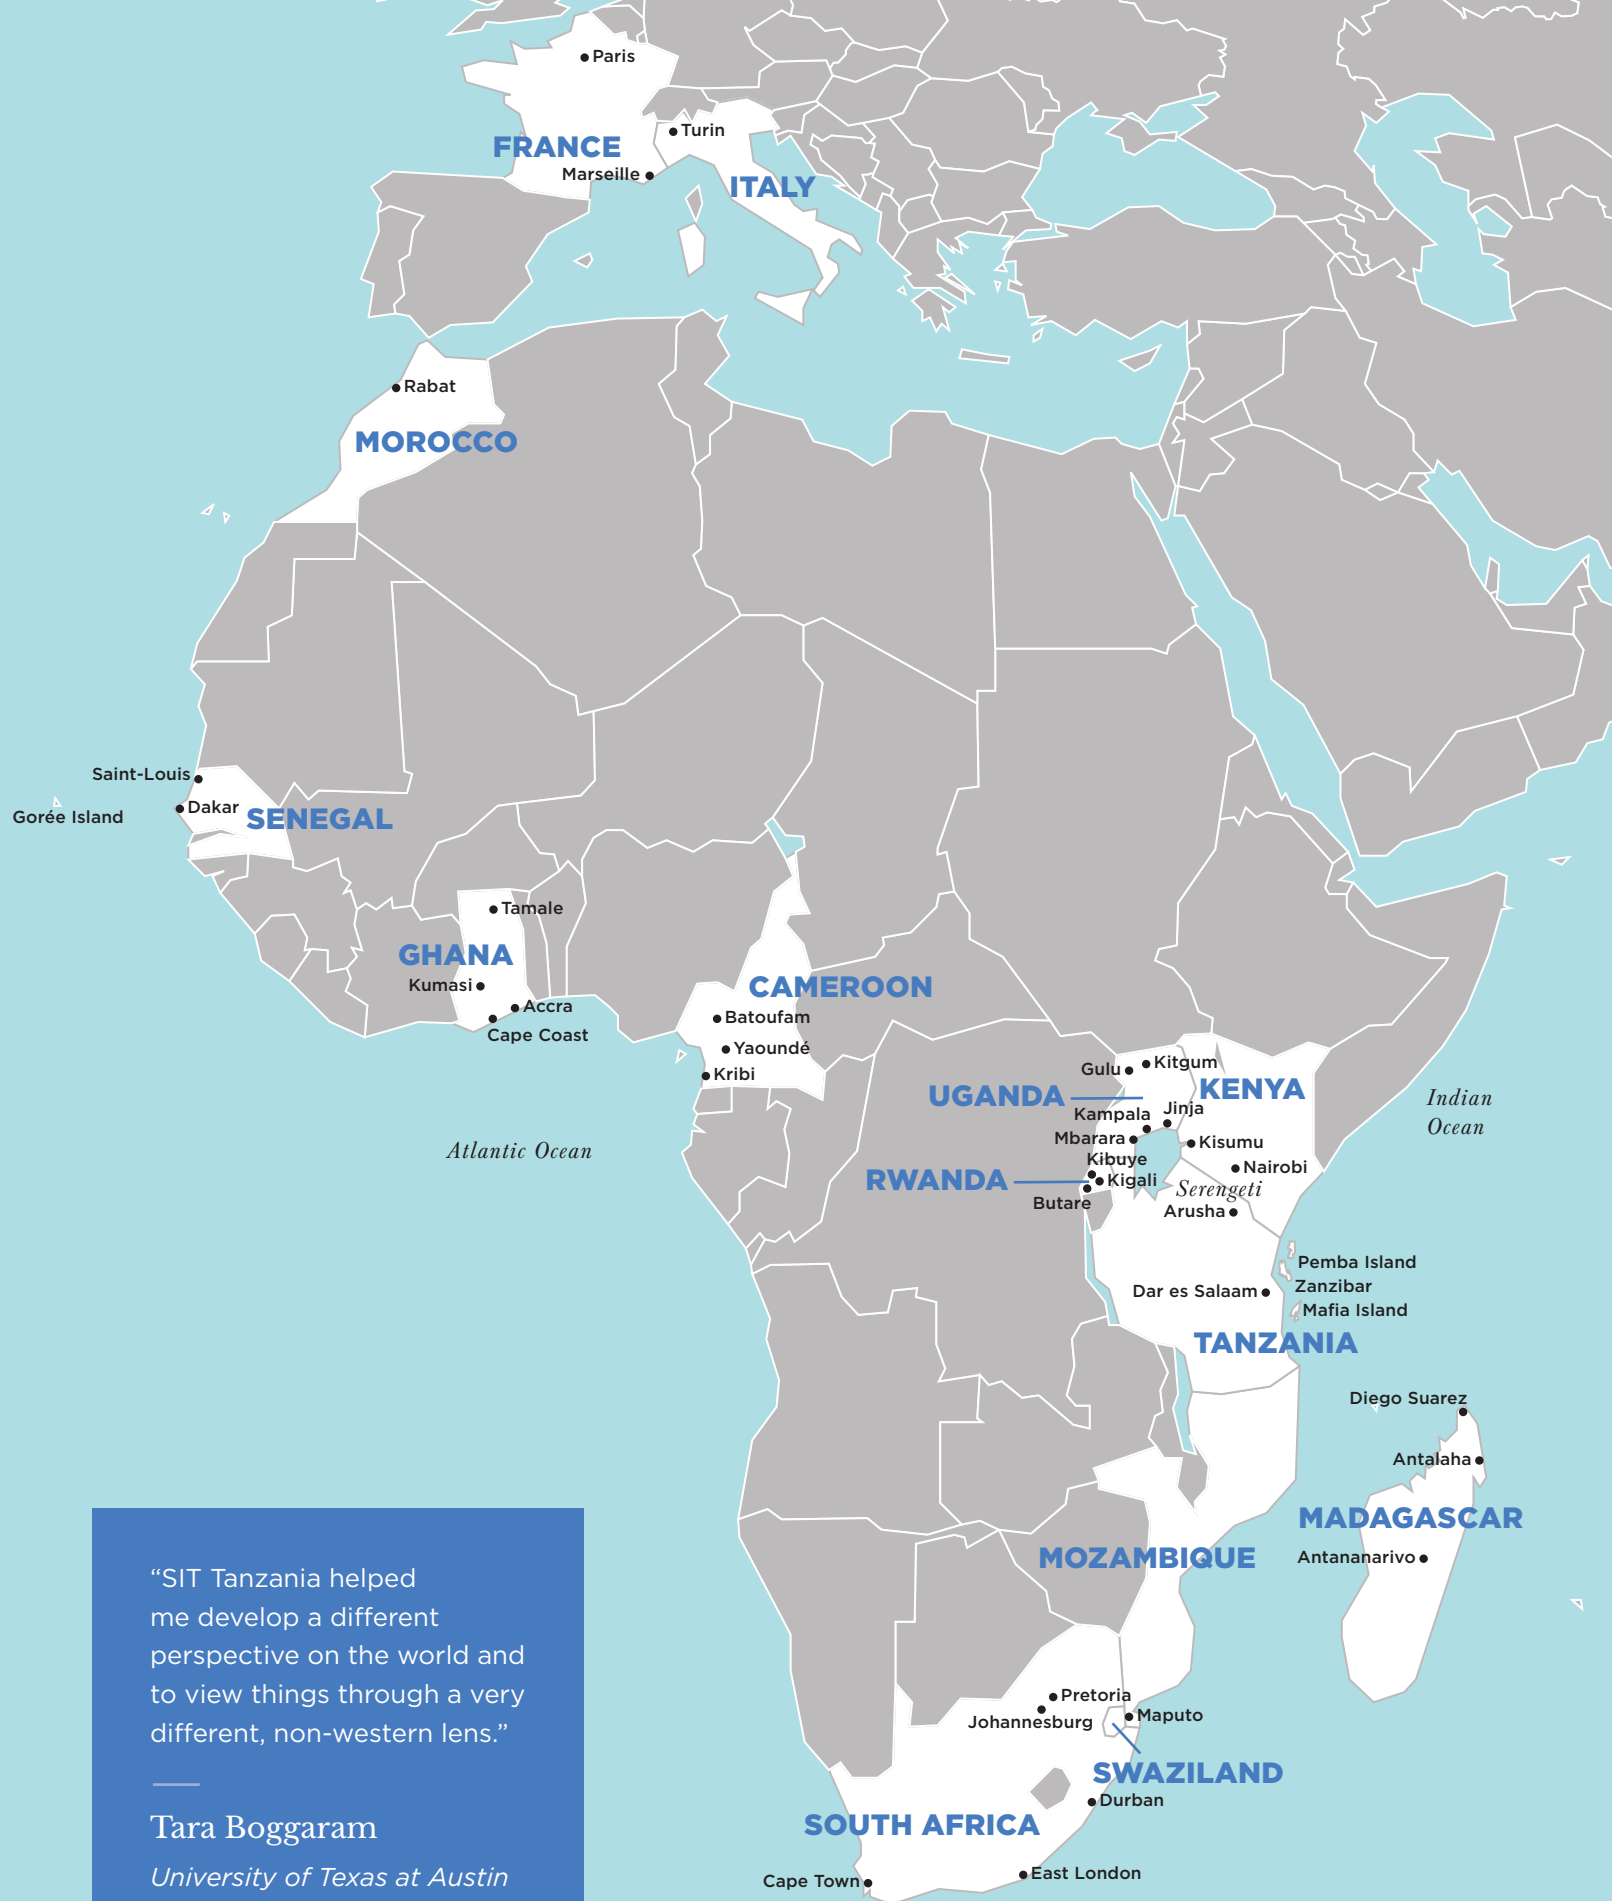 Paris
Turin
FRANCE
Marseille
ITALY
Rabat
MOROCCO
Saint-Louis
Dakar
Gorée Island
SENEGAL
Tamale
GHANA
Kumasi
Accra
Cape Coast
CAMEROON
Batoufam
Yaoundé
Kribi
Gulu
Kitgum
UGANDA
KENYA
Kampala
Jinja
Mbarara
Kisumu
Kibuye
Nairobi
RWANDA
Kigali
Serengeti
Butare
Arusha
Indian
Ocean
Atlantic Ocean
Pemba Island
Zanzibar
Dar es Salaam
Mafia Island
TANZANIA
Diego Suarez
Antalaha
MADAGASCAR
MOZAMBIQUE
Antananarivo
Pretoria
Johannesburg
Maputo
SWAZILAND
Durban
SOUTH AFRICA
East London
Cape Town
“SIT Tanzania helped
me develop a different
perspective on the world and
to view things through a very
different, non-western lens.”
Tara Boggaram
University of Texas at Austin